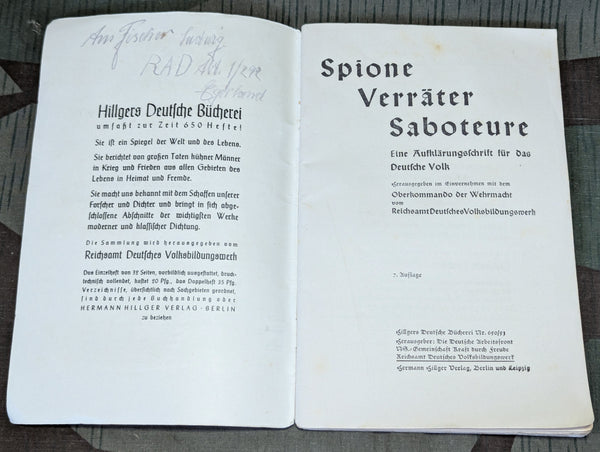 An Fischer Ludwig
RAD Abt. 1/292
Hillgers Deutsche Bücherei
umfaßt zur Zeit 650 Hefte!
Sie ist ein Spiegel der Welt und des Lebens.
Sie berichtet von großen Taten kühner Männer
in Krieg und Frieden aus allen Gebieten des
Lebens in Heimat und Fremde.
Sie macht uns bekannt mit dem Schaffen unserer
Forscher und Dichter und bringt in sich abge-
schlossene Abschnitte der wichtigsten Werke
moderner und klassischer Dichtung.
Die Sammlung wird herausgegeben vom
Reichsamt Deutsches Volksbildungswerk
Das Einzelheft von 32 Seiten, vorbildlich ausgestattet, druck-
technisch vollendet, kostet 20 Pfg., das Doppelheft 35 Pfg.
Verzeichnisse, übersichtlich nach Sachgebieten geordnet,
sind durch jede Buchhandlung oder
HERMANN HILLGER VERLAG · BERLIN
zu beziehen
Spione
Verräter
Saboteure
Eine Aufklärungsschrift für das
Deutsche Volk
Herausgegeben im Einvernehmen mit dem
Oberkommando der Wehrmacht
vom
Reichsamt Deutsches Volksbildungswerk
7. Auflage
Hillgers Deutsche Bücherei Nr. 650/51
Herausgeber: Die Deutsche Arbeitsfront
NS.-Gemeinschaft Kraft durch Freude
Reichsamt Deutsches Volksbildungswerk
Hermann Hillger Verlag, Berlin und Leipzig